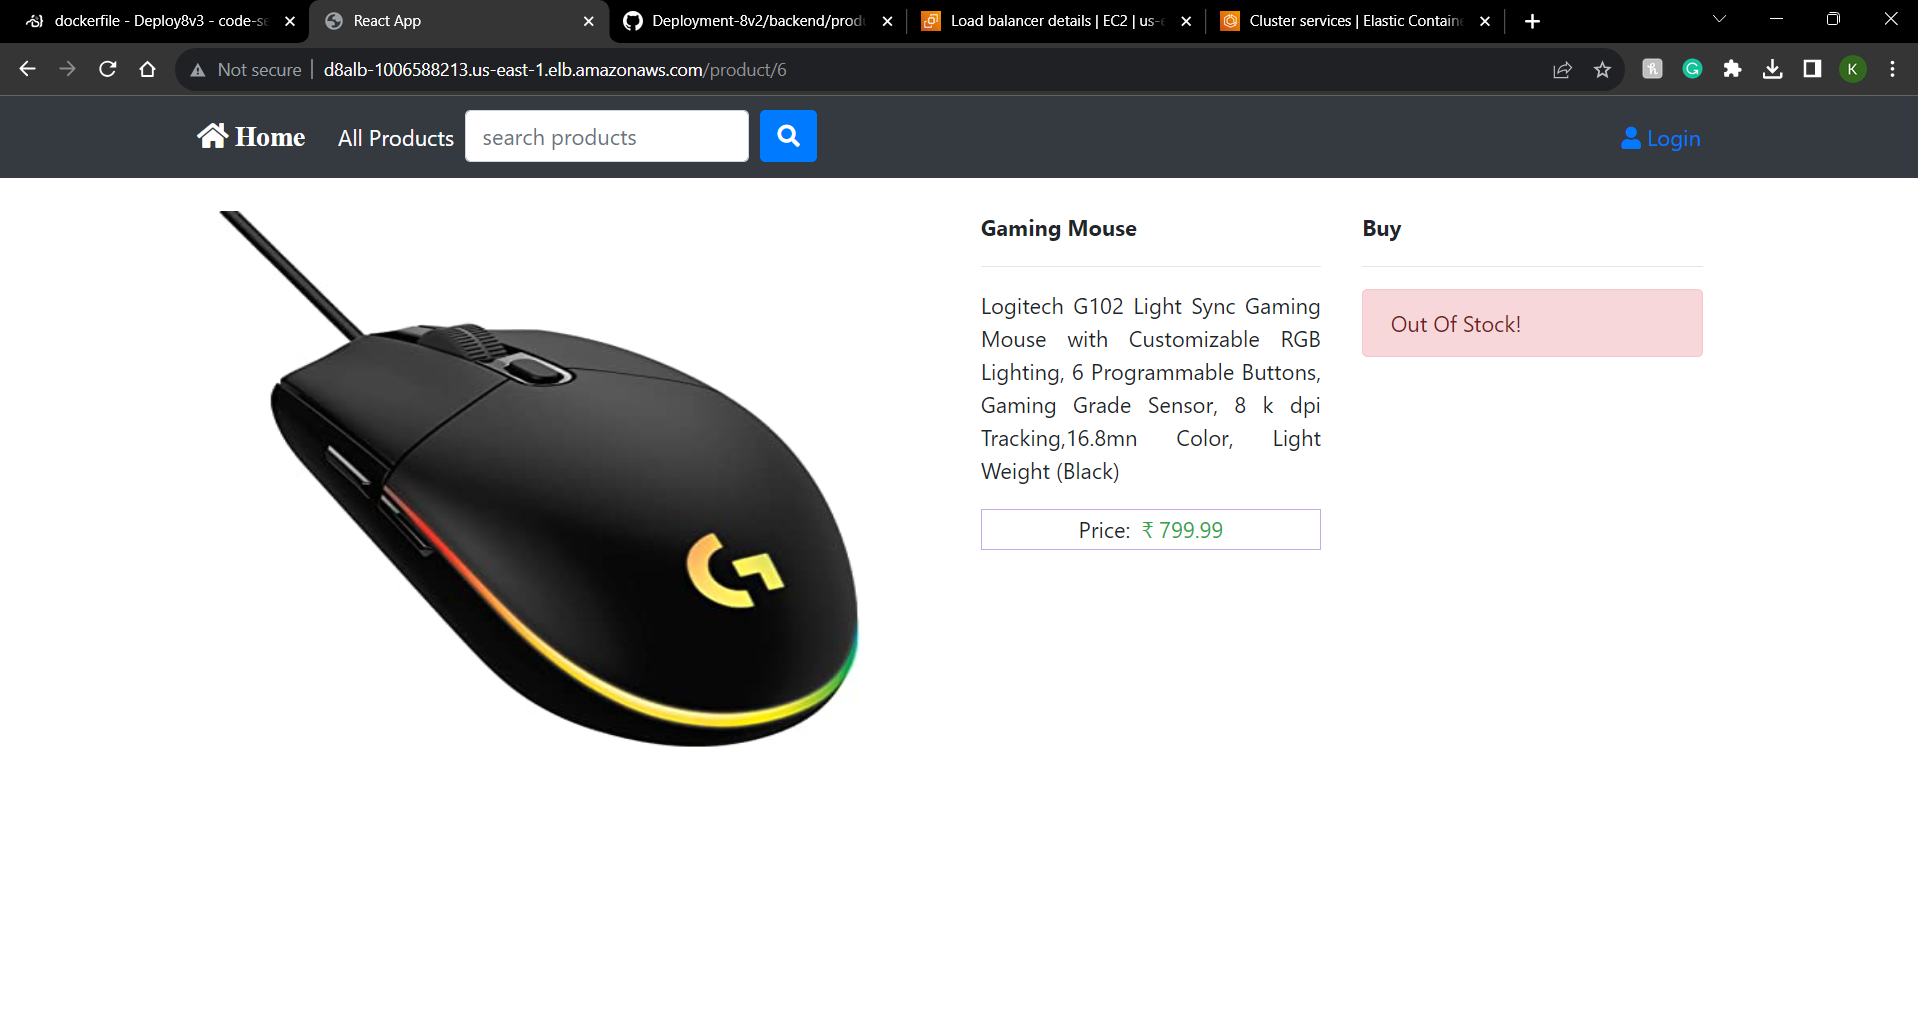 dockerfile - Deploy8v3 - code-se
React App
Deployment-8v2/backend/produ
Load balancer details | EC2 | us-e
Cluster services | Elastic Containe
Not secure
d8alb-1006588213.us-east-1.elb.amazonaws.com/product/6
K
Home
All Products
search products
Login
Gaming Mouse
Logitech G102 Light Sync Gaming
Mouse with Customizable RGB
Lighting, 6 Programmable Buttons,
Gaming Grade Sensor, 8 k dpi
Tracking,16.8mn Color, Light
Weight (Black)
Price: ₹ 799.99
Buy
Out Of Stock!